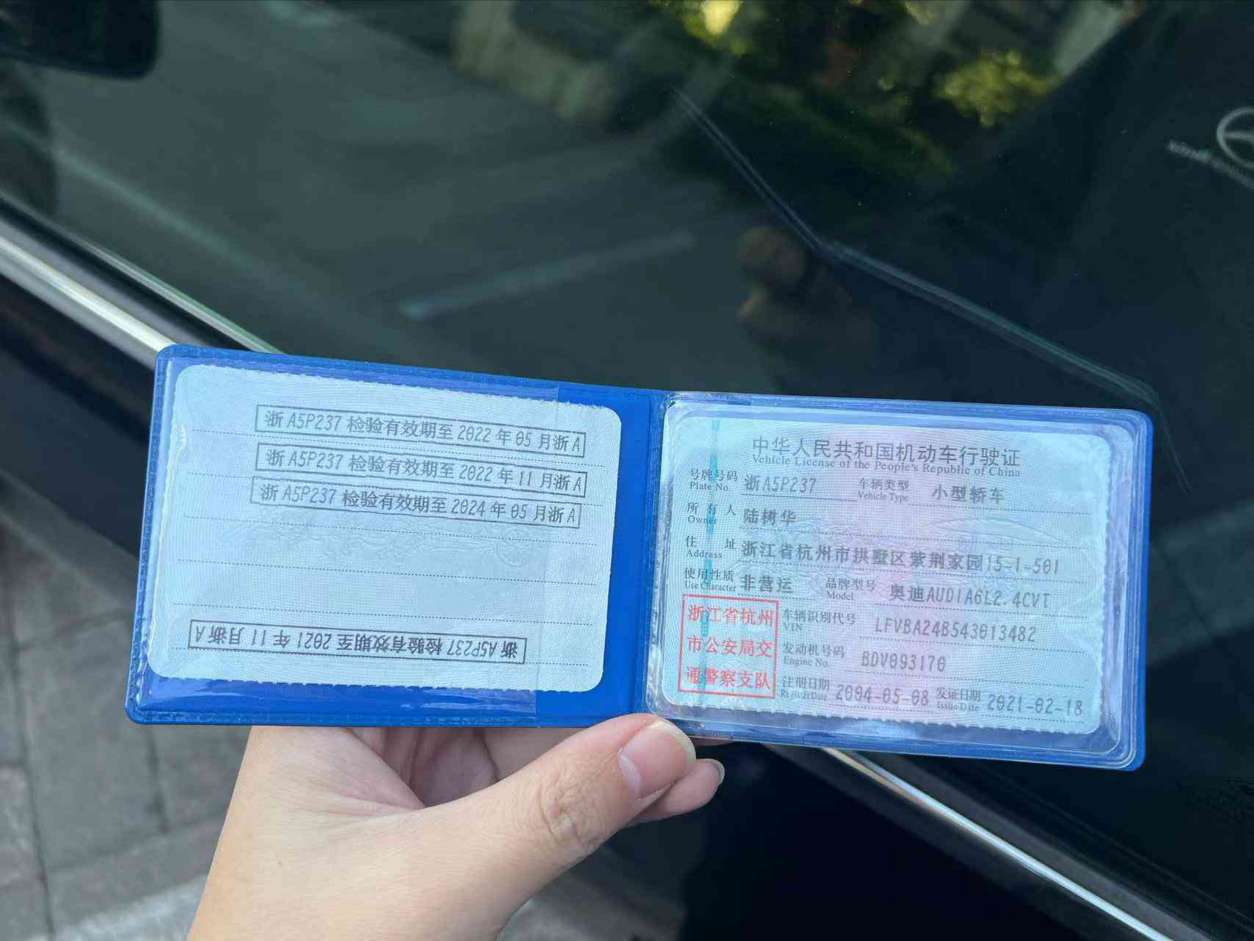 浙A5P237 检验有效期至2022年05月浙A
浙A5P237 检验有效期至2022年11月浙A
浙A5P237 检验有效期至2024年05月浙A
浙A5P237 检验有效期至2021年11月浙A
中华人民共和国机动车行驶证
Vehicle License of the People's Republic of China
号牌号码 浙A5P237 车辆类型 小型轿车
Plate No. Vehicle Type
所有人 陆树华
Owner
住址 浙江省杭州市拱墅区紫荆家园15-1-501
Address
使用性质 非营运 品牌型号 奥迪AUDIA6L2.4CVT
Use Character Model
浙江省杭州
市公安局交
通警察支队
车辆识别代号 LFVBA24B543013482
VIN
发动机号码 BDV093170
Engine No.
注册日期 2004-05-08 发证日期 2021-02-18
Register Date Issue Date